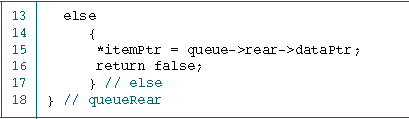 13 else
14 {
15 *itemPtr = queue->rear->dataPtr;
16 return false;
17 } // else
18 } // queueRear